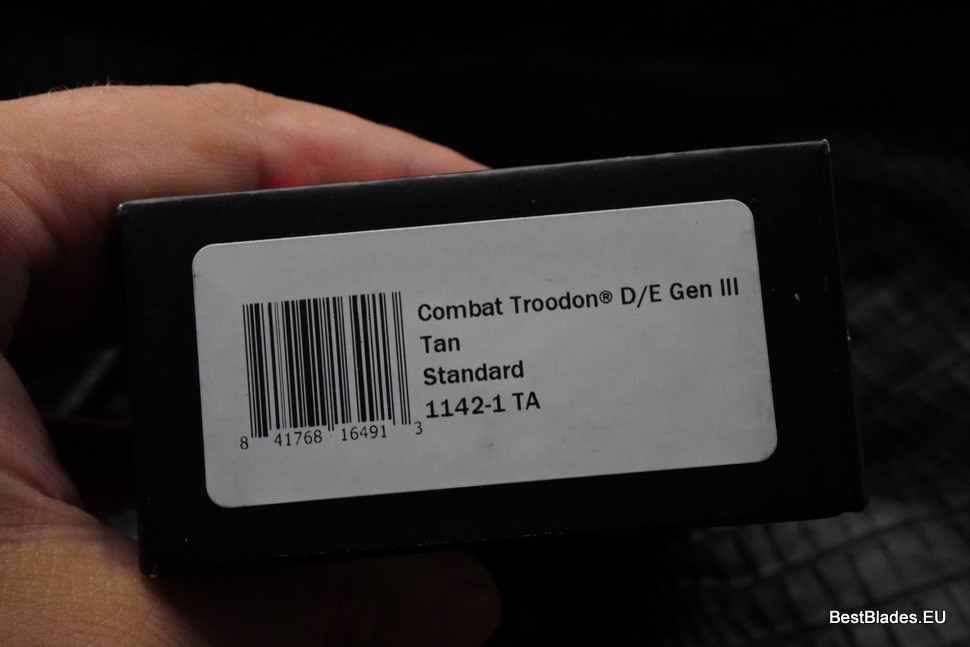 Combat Troodon® D/E Gen III
Tan
Standard
1142-1 TA
8 41768 16491 3
BestBlades.EU